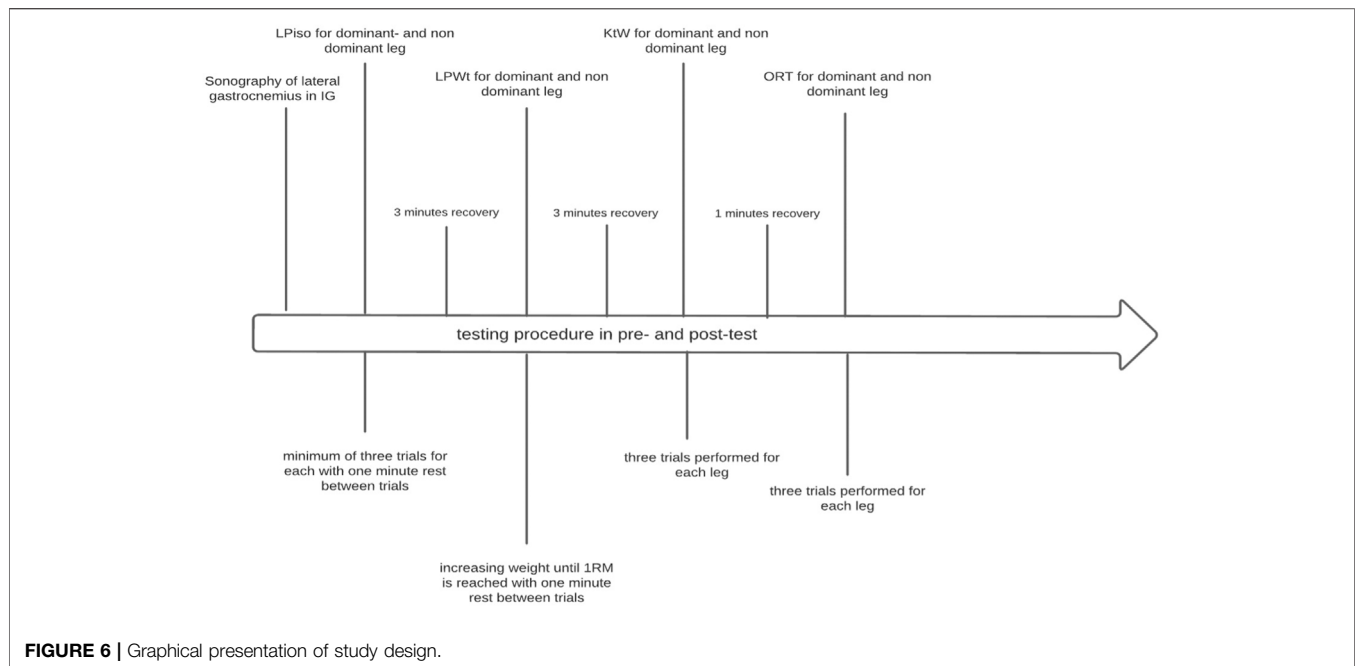 LPiso for dominant- and non
dominant leg
KtW for dominant and non
dominant leg
Sonography of lateral
gastrocnemius in IG
LPWt for dominant and non
dominant leg
ORT for dominant and non
dominant leg
3 minutes recovery
3 minutes recovery
1 minutes recovery
testing procedure in pre- and post-test
minimum of three trials for
each with one minute rest
between trials
three trials performed for
each leg
three trials performed for
each leg
increasing weight until 1RM
is reached with one minute
rest between trials
FIGURE 6 | Graphical presentation of study design.